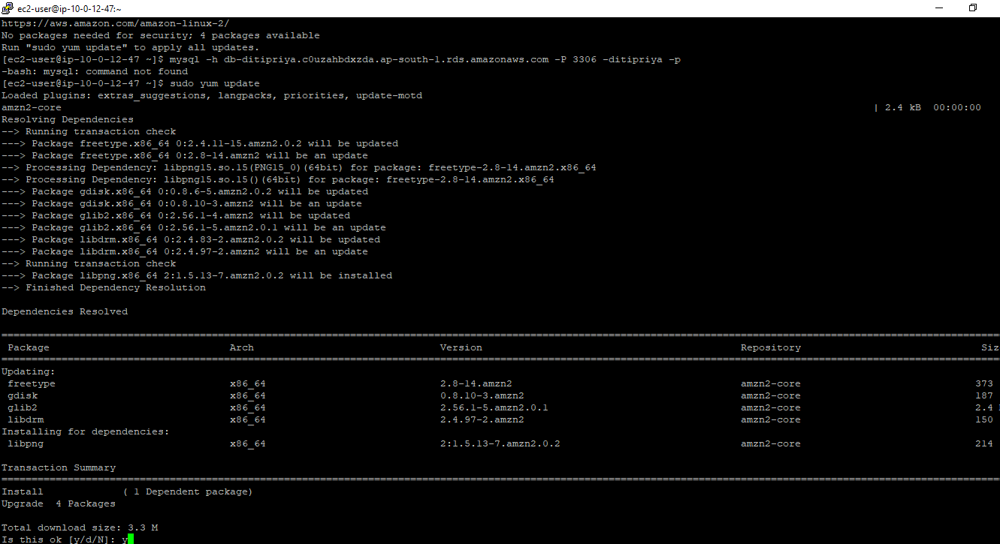 ec2-user@ip-10-0-12-47:~
https://aws.amazon.com/amazon-linux-2/
No packages needed for security; 4 packages available
Run "sudo yum update" to apply all updates.
[ec2-user@ip-10-0-12-47 ~]$ mysql -h db-ditipriya.c0uzahbdxzda.ap-south-1.rds.amazonaws.com -P 3306 -ditipriya -p
-bash: mysql: command not found
[ec2-user@ip-10-0-12-47 ~]$ sudo yum update
Loaded plugins: extras_suggestions, langpacks, priorities, update-motd
amzn2-core | 2.4 kB 00:00:00
Resolving Dependencies
--> Running transaction check
---> Package freetype.x86_64 0:2.4.11-15.amzn2.0.2 will be updated
---> Package freetype.x86_64 0:2.8-14.amzn2 will be an update
--> Processing Dependency: libpng15.so.15(PNG15_0)(64bit) for package: freetype-2.8-14.amzn2.x86_64
--> Processing Dependency: libpng15.so.15()(64bit) for package: freetype-2.8-14.amzn2.x86_64
---> Package gdisk.x86_64 0:0.8.6-5.amzn2.0.2 will be updated
---> Package gdisk.x86_64 0:0.8.10-3.amzn2 will be an update
---> Package glib2.x86_64 0:2.56.1-4.amzn2 will be updated
---> Package glib2.x86_64 0:2.56.1-5.amzn2.0.1 will be an update
---> Package libdrm.x86_64 0:2.4.83-2.amzn2.0.2 will be updated
---> Package libdrm.x86_64 0:2.4.97-2.amzn2 will be an update
--> Running transaction check
---> Package libpng.x86_64 2:1.5.13-7.amzn2.0.2 will be installed
--> Finished Dependency Resolution
Dependencies Resolved
Package Arch Version Repository Siz
Updating:
freetype x86_64 2.8-14.amzn2 amzn2-core 373
gdisk x86_64 0.8.10-3.amzn2 amzn2-core 187
glib2 x86_64 2.56.1-5.amzn2.0.1 amzn2-core 2.4
libdrm x86_64 2.4.97-2.amzn2 amzn2-core 150
Installing for dependencies:
libpng x86_64 2:1.5.13-7.amzn2.0.2 amzn2-core 214
Transaction Summary
Install ( 1 Dependent package)
Upgrade 4 Packages
Total download size: 3.3 M
Is this ok [y/d/N]: y